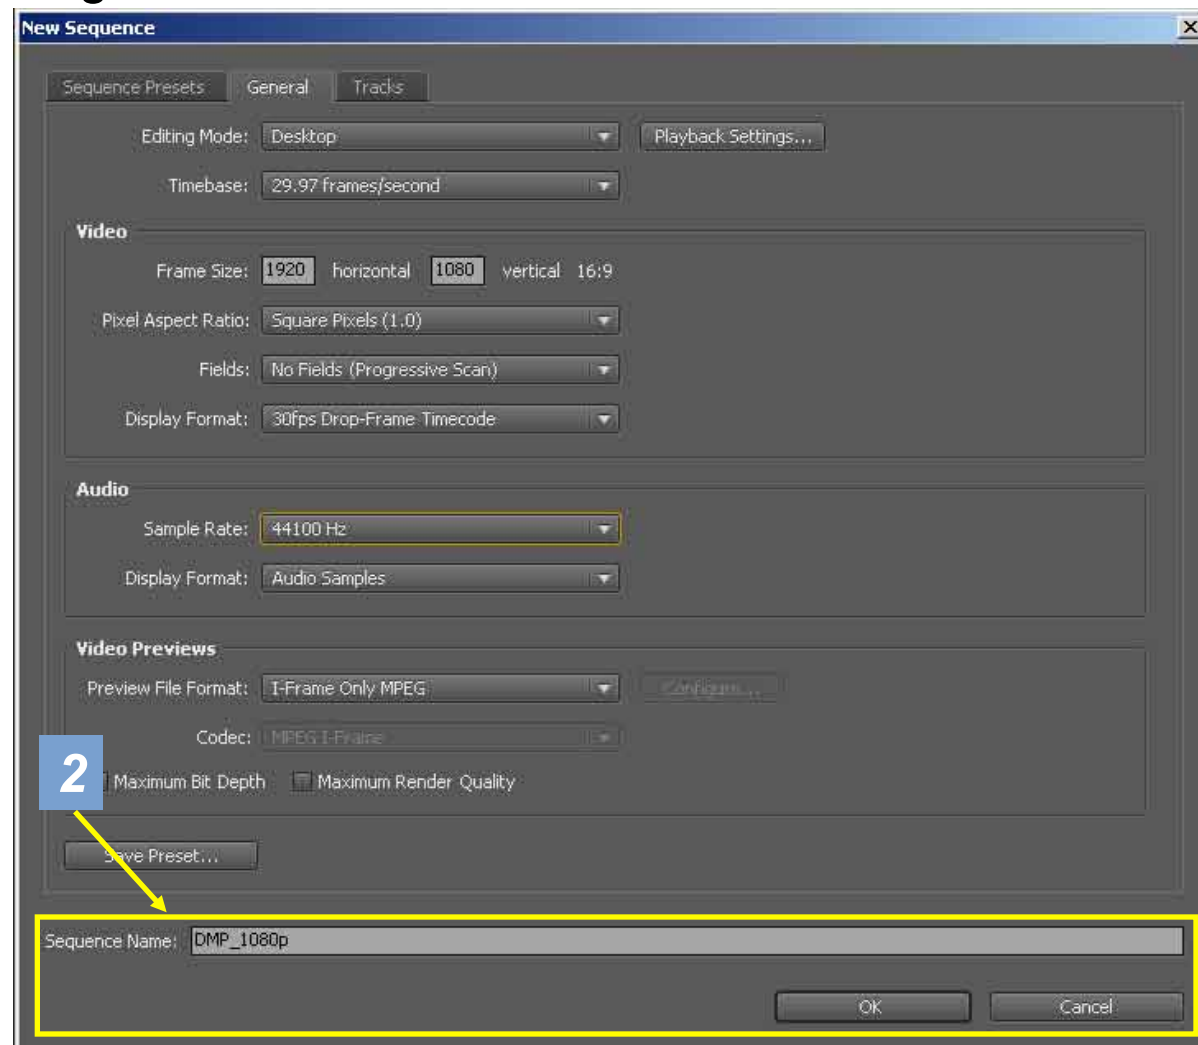 New Sequence
Sequence Presets General Tracks
Editing Mode: Desktop Playback Settings...
Timebase: 29.97 frames/second
Video
Frame Size: 1920 horizontal 1080 vertical 16:9
Pixel Aspect Ratio: Square Pixels (1.0)
Fields: No Fields (Progressive Scan)
Display Format: 30fps Drop-Frame Timecode
Audio
Sample Rate: 44100 Hz
Display Format: Audio Samples
Video Previews
Preview File Format: I-Frame Only MPEG Configure...
Codec: MPEG I-Frame
2
Maximum Bit Depth Maximum Render Quality
Save Preset...
Sequence Name: DMP_1080p
OK Cancel